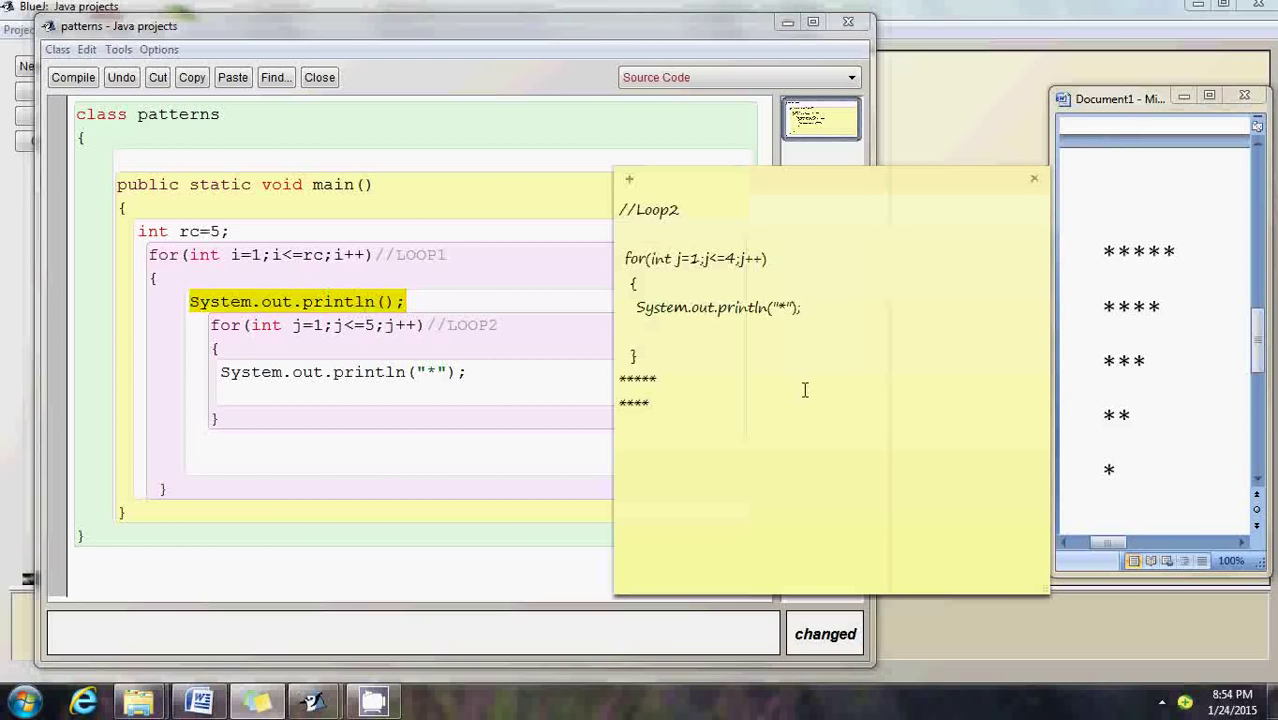 BlueJ: Java projects
patterns - Java projects
Class Edit Tools Options
Compile Undo Cut Copy Paste Find... Close
Source Code
class patterns
{
public static void main()
{
int rc=5;
for(int i=1;i<=rc;i++)//LOOP1
{
System.out.println();
for(int j=1;j<=5;j++)//LOOP2
{
System.out.println("*");
}
}
}
}
changed
+
×
//Loop2
for(int j=1;j<=4;j++)
{
System.out.println("*");
}
*****
****
Document1 - Mi...
*****
****
***
**
*
100%
8:54 PM
1/24/2015